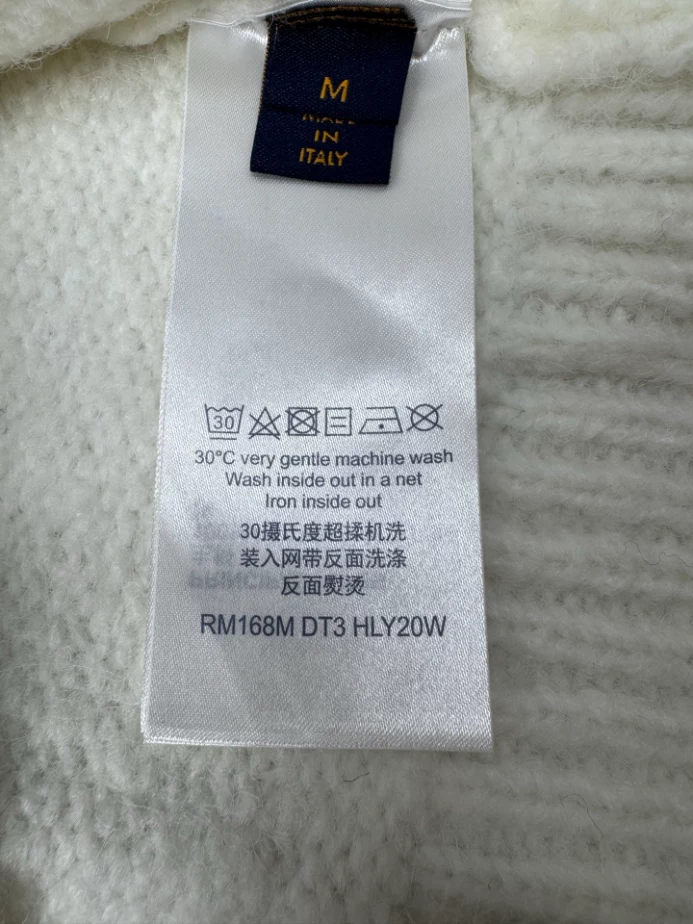 M
MADE
IN
ITALY
30
30°C very gentle machine wash
Wash inside out in a net
Iron inside out
30摄氏度超揉机洗
装入网带反面洗涤
反面熨烫
RM168M DT3 HLY20W